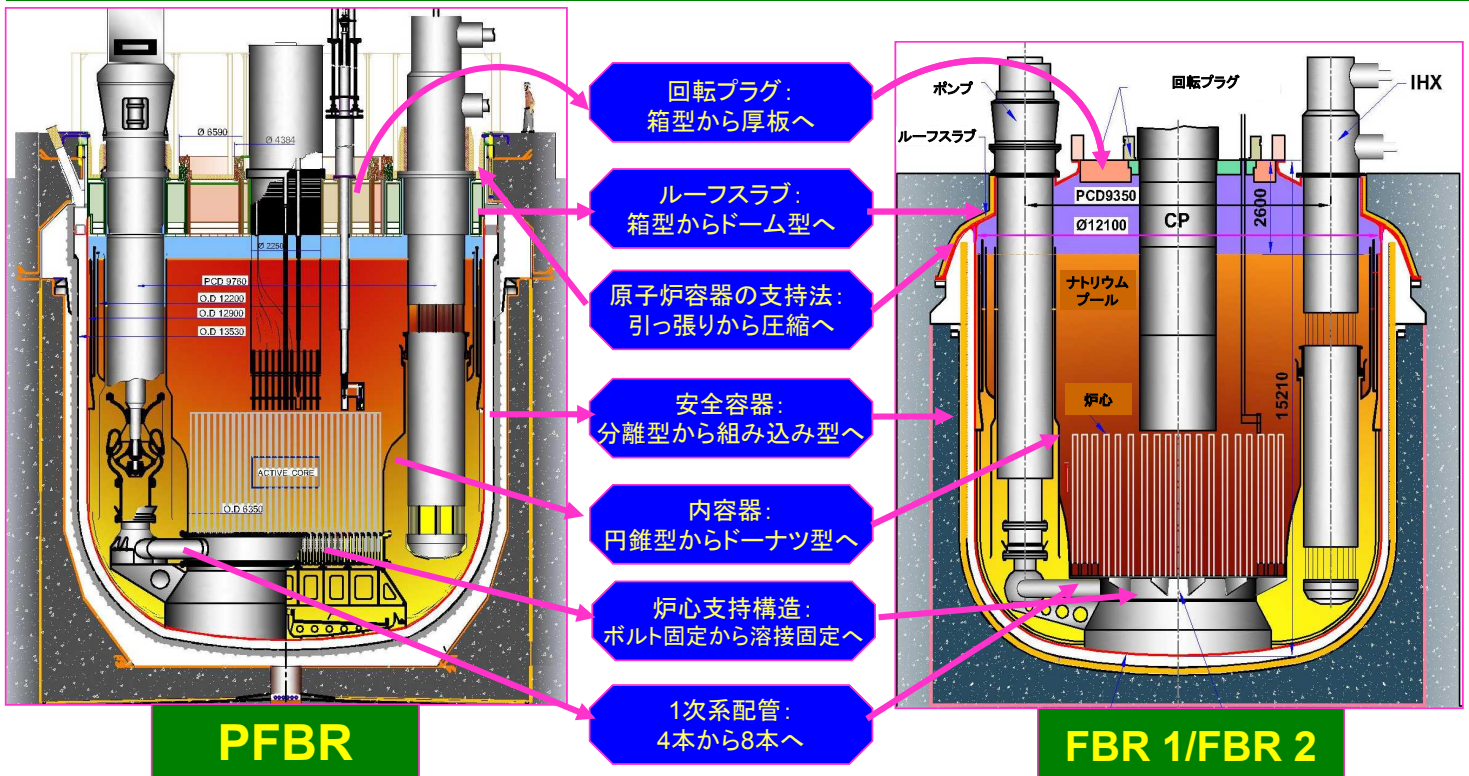 Ø 6590
Ø 4384
Ø 2250
PCD 9760
O.D 12200
O.D 12900
O.D 13530
ACTIVE CORE
O.D 6350
PFBR
回転プラグ:
箱型から厚板へ
ルーフスラブ:
箱型からドーム型へ
原子炉容器の支持法:
引っ張りから圧縮へ
安全容器:
分離型から組み込み型へ
内容器:
円錐型からドーナツ型へ
炉心支持構造:
ボルト固定から溶接固定へ
1次系配管:
4本から8本へ
ポンプ
回転プラグ
IHX
ルーフスラブ
PCD9350
CP
2600
Ø12100
ナトリウム
プール
15210
炉心
FBR 1/FBR 2